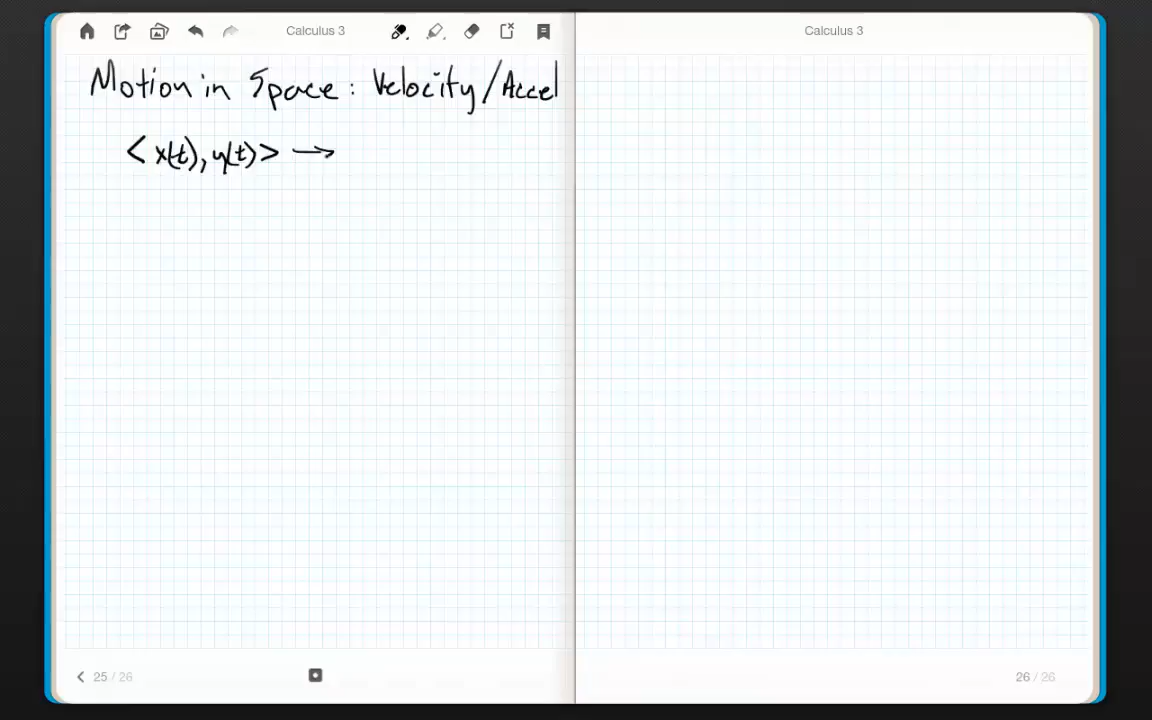 Calculus 3
Motion in Space: Velocity/Accel
<x(t), y(t)> →
25 / 26
Calculus 3
26 / 26